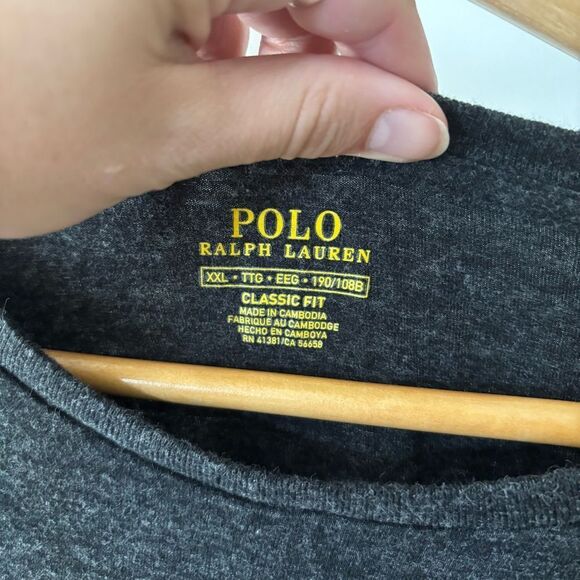 POLO
RALPH LAUREN
XXL • TTG • EEG • 190/108B
CLASSIC FIT
MADE IN CAMBODIA
FABRIQUE AU CAMBODGE
HECHO EN CAMBOYA
RN 41381/CA 56658